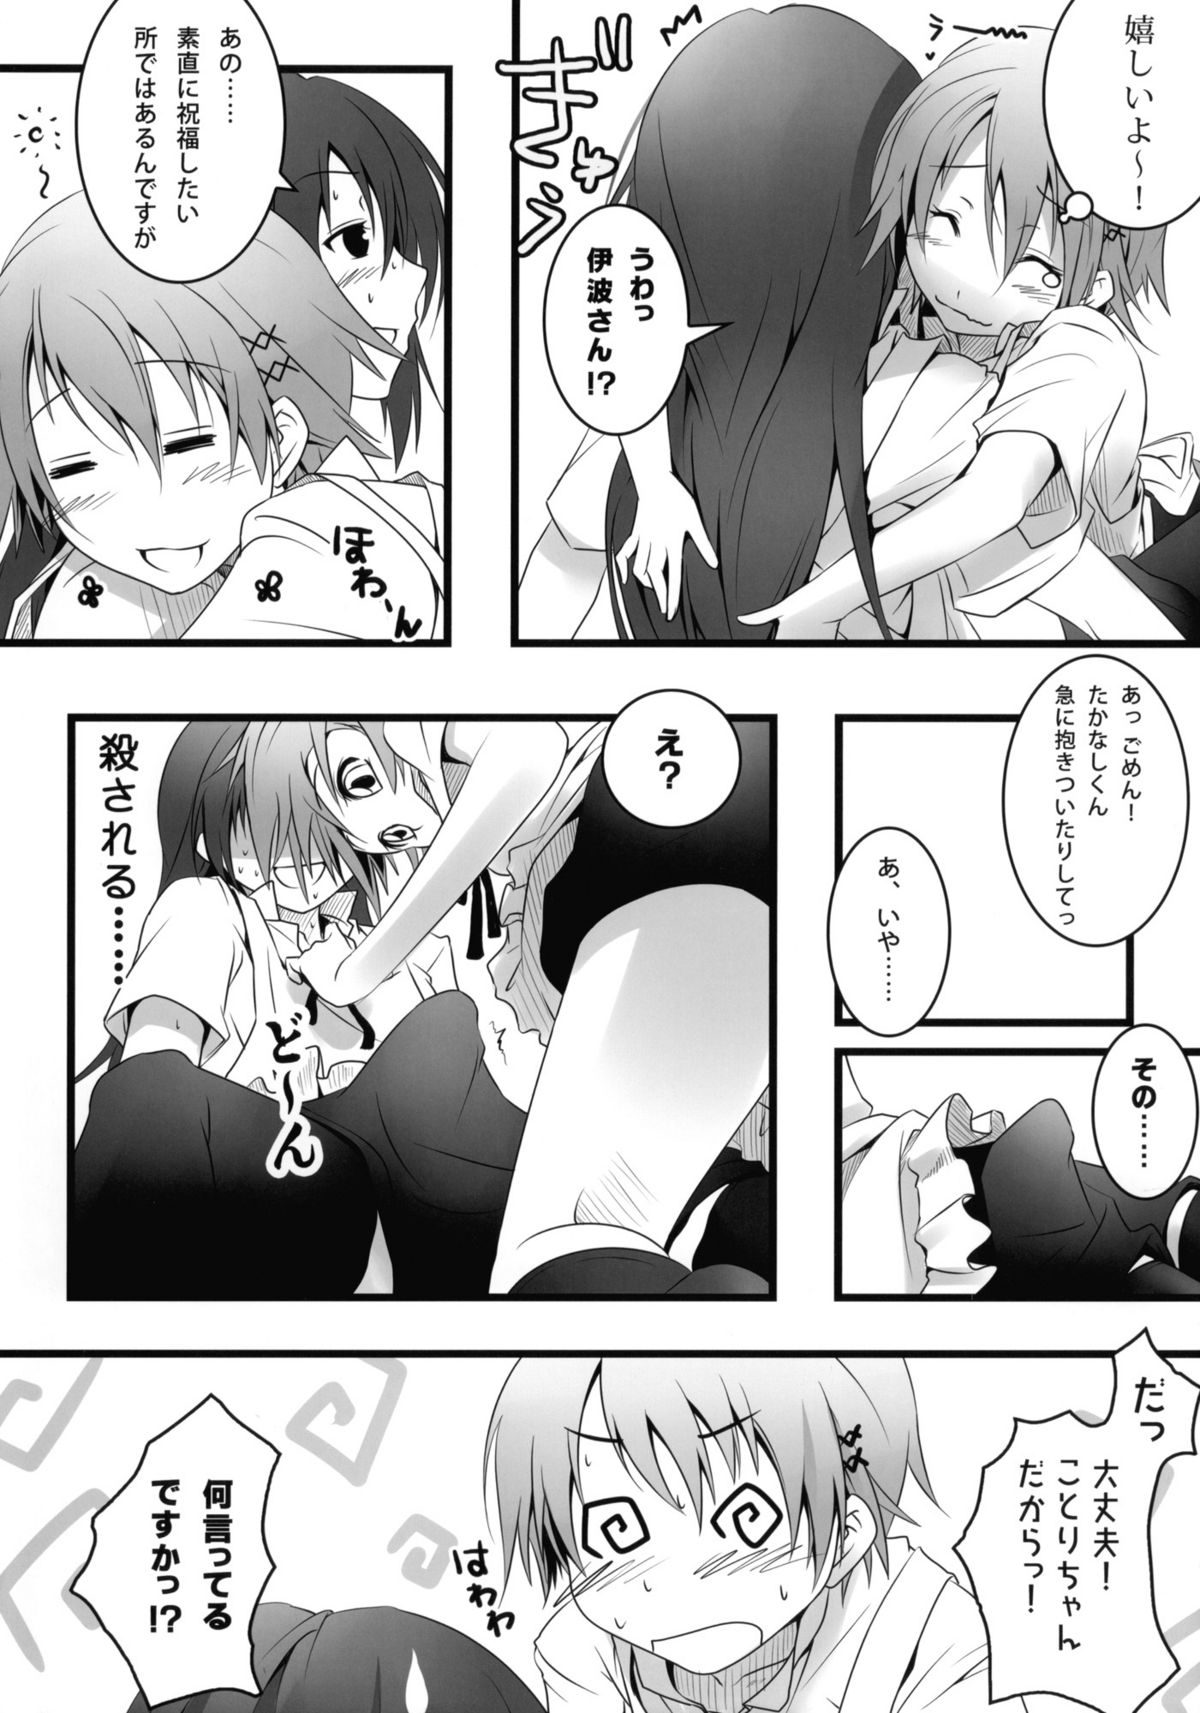 嬉しいよ～！
う～
ぎゅう
うわっ
伊波さん!?
あの……
素直に祝福したい
所ではあるんですが
ほわ、ん
あっ ごめん！
たかなしくん
急に抱きついたりしてっ
あ、いや……
その……
え？
殺される……
ど～ん
だっ
大丈夫！
ことりちゃん
だからっ！
はわわ
何言ってる
ですかっ!?